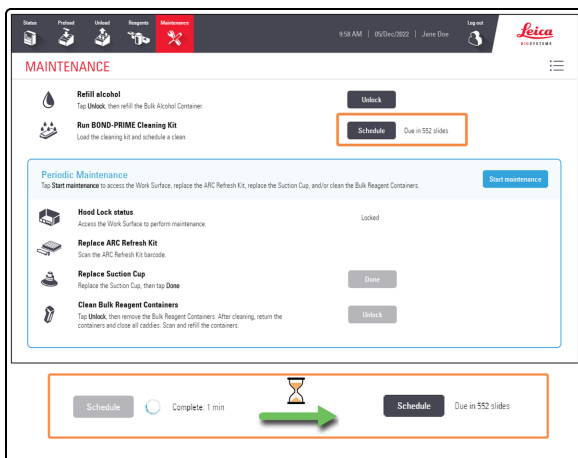 Status Preload Unload Reagents Maintenance 9:58 AM | 05/Dec/2022 | Jane Doe Log out
Leica
BIOSYSTEMS
MAINTENANCE
Refill alcohol
Tap Unlock, then refill the Bulk Alcohol Container.
Unlock
Run BOND-PRIME Cleaning Kit
Load the cleaning kit and schedule a clean.
Schedule Due in 552 slides
Periodic Maintenance
Tap Start maintenance to access the Work Surface, replace the ARC Refresh Kit, replace the Suction Cup, and/or clean the Bulk Reagent Containers.
Start maintenance
Hood Lock status
Access the Work Surface to perform maintenance.
Locked
Replace ARC Refresh Kit
Scan the ARC Refresh Kit barcode.
Replace Suction Cup
Replace the Suction Cup, then tap Done
Done
Clean Bulk Reagent Containers
Tap Unlock, then remove the Bulk Reagent Containers. After cleaning, return the
containers and close all caddies. Scan and refill the containers.
Unlock
Schedule Complete: 1 min Schedule Due in 552 slides